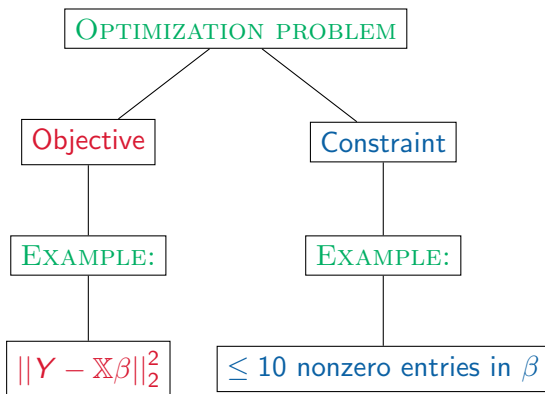 OPTIMIZATION PROBLEM
Objective
Constraint
EXAMPLE:
EXAMPLE:
||Y − 𝕏β||₂²
≤ 10 nonzero entries in β